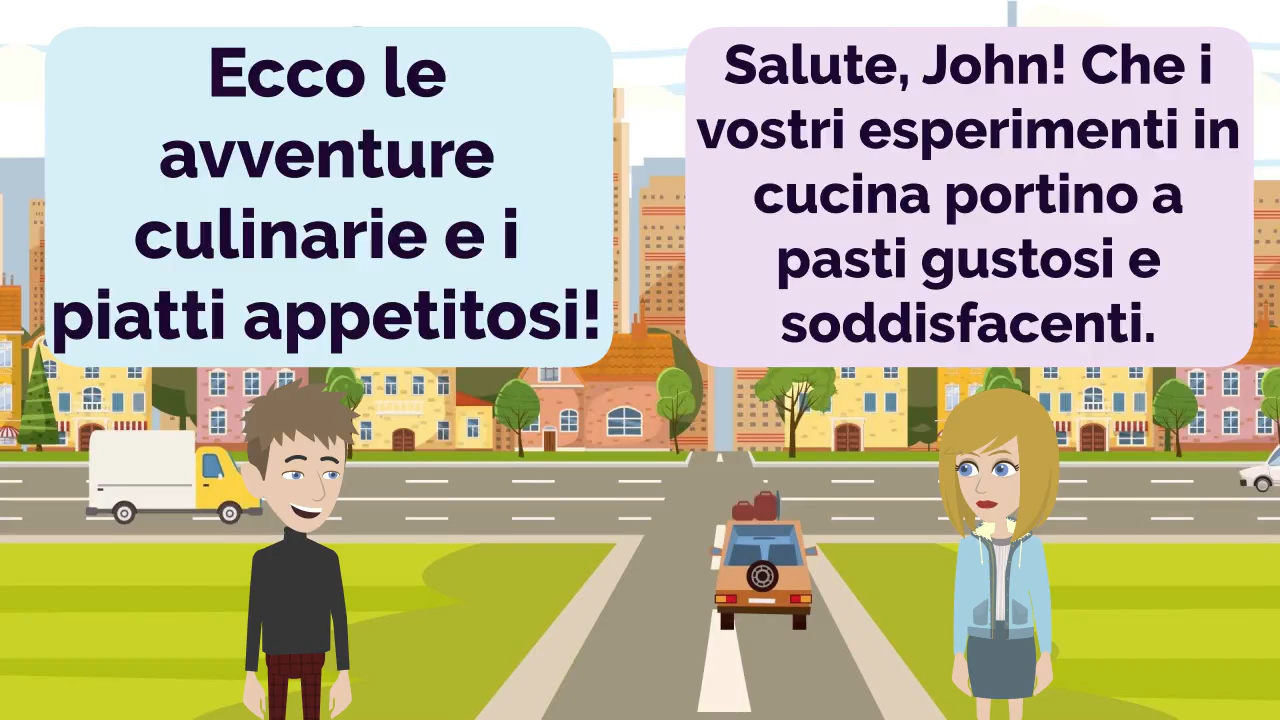 Ecco le
avventure
culinarie e i
piatti appetitosi!
Salute, John! Che i
vostri esperimenti in
cucina portino a
pasti gustosi e
soddisfacenti.